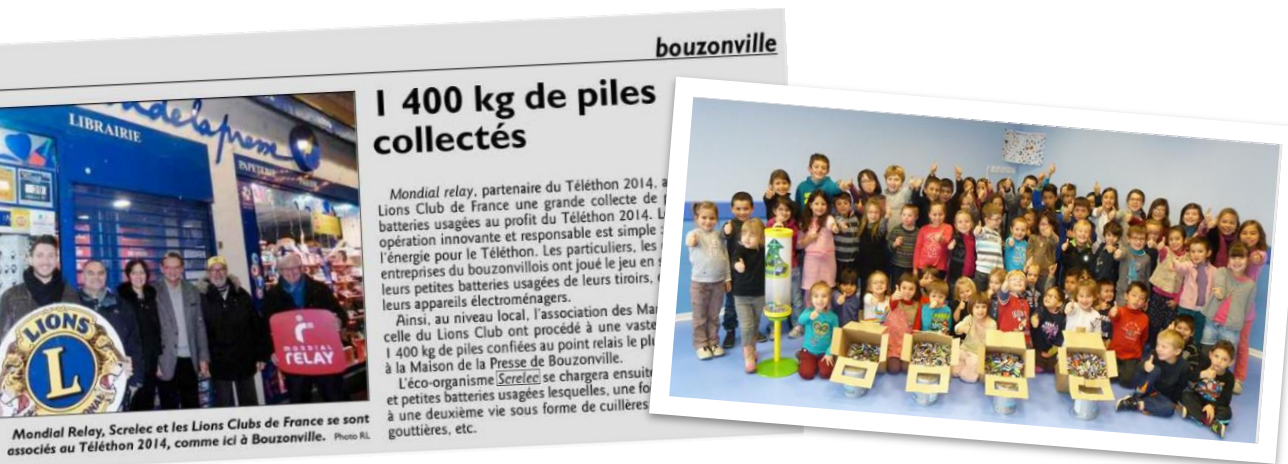 bouzonville
LIBRAIRIE
LIONS
L
MONDIAL
RELAY
Mondial Relay, Screlec et les Lions Clubs de France se sont
associés au Téléthon 2014, comme ici à Bouzonville. Photo RL
1 400 kg de piles
collectés
Mondial relay, partenaire du Téléthon 2014,
Lions Club de France une grande collecte de
batteries usagées au profit du Téléthon 2014.
opération innovante et responsable est simple :
l'énergie pour le Téléthon. Les particuliers, les
entreprises du bouzonvillois ont joué le jeu en
leurs petites batteries usagées de leurs tiroirs,
leurs appareils électroménagers.
Ainsi, au niveau local, l'association des
celle du Lions Club ont procédé à une vaste
1 400 kg de piles confiées au point relais le
à la Maison de la Presse de Bouzonville.
L'éco-organisme Screlec se chargera ensuite
et petites batteries usagées lesquelles, une
à une deuxième vie sous forme de cuillères
gouttières, etc.